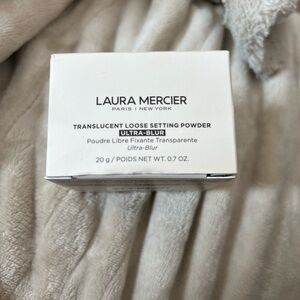 LAURA MERCIER
PARIS | NEW YORK
TRANSLUCENT LOOSE SETTING POWDER
ULTRA-BLUR
Poudre Libre Fixante Transparente
Ultra-Blur
20 g / POIDS NET WT. 0.7 OZ.